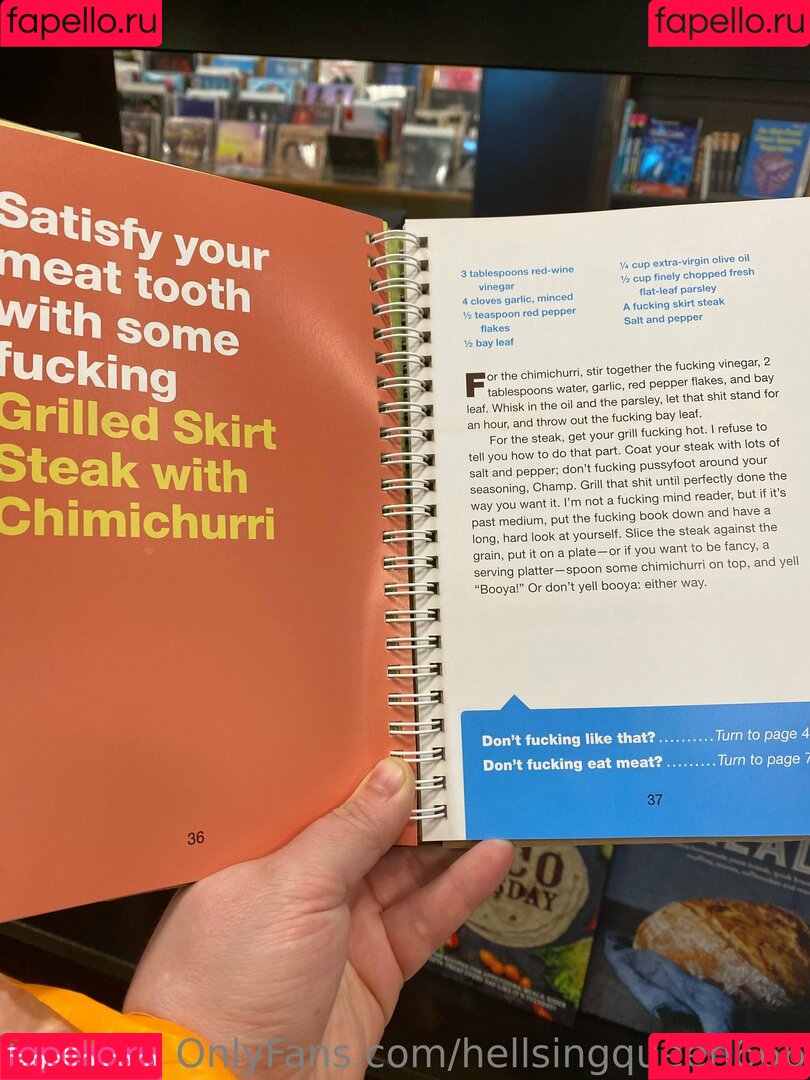 fapello.ru
fapello.ru
Satisfy your
meat tooth
with some
fucking
Grilled Skirt
Steak with
Chimichurri
36
3 tablespoons red-wine
vinegar
4 cloves garlic, minced
½ teaspoon red pepper
flakes
½ bay leaf
¼ cup extra-virgin olive oil
½ cup finely chopped fresh
flat-leaf parsley
A fucking skirt steak
Salt and pepper
For the chimichurri, stir together the fucking vinegar, 2
tablespoons water, garlic, red pepper flakes, and bay
leaf. Whisk in the oil and the parsley, let that shit stand for
an hour, and throw out the fucking bay leaf.
For the steak, get your grill fucking hot. I refuse to
tell you how to do that part. Coat your steak with lots of
salt and pepper; don’t fucking pussyfoot around your
seasoning, Champ. Grill that shit until perfectly done the
way you want it. I’m not a fucking mind reader, but if it’s
past medium, put the fucking book down and have a
long, hard look at yourself. Slice the steak against the
grain, put it on a plate—or if you want to be fancy, a
serving platter—spoon some chimichurri on top, and yell
“Booya!” Or don’t yell booya: either way.
Don’t fucking like that? ..........Turn to page 4
Don’t fucking eat meat? .........Turn to page 7
37
DAY
fapello.ru
OnlyFans.com/hellsingqu
fapello.ru